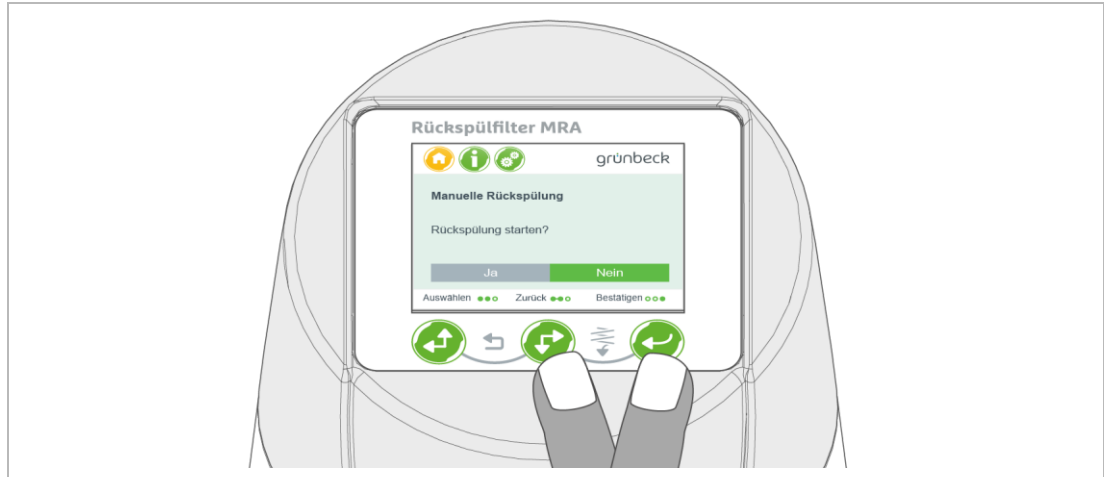 Rückspülfilter MRA
grünbeck
Manuelle Rückspülung
Rückspülung starten?
Ja Nein
Auswählen Zurück Bestätigen